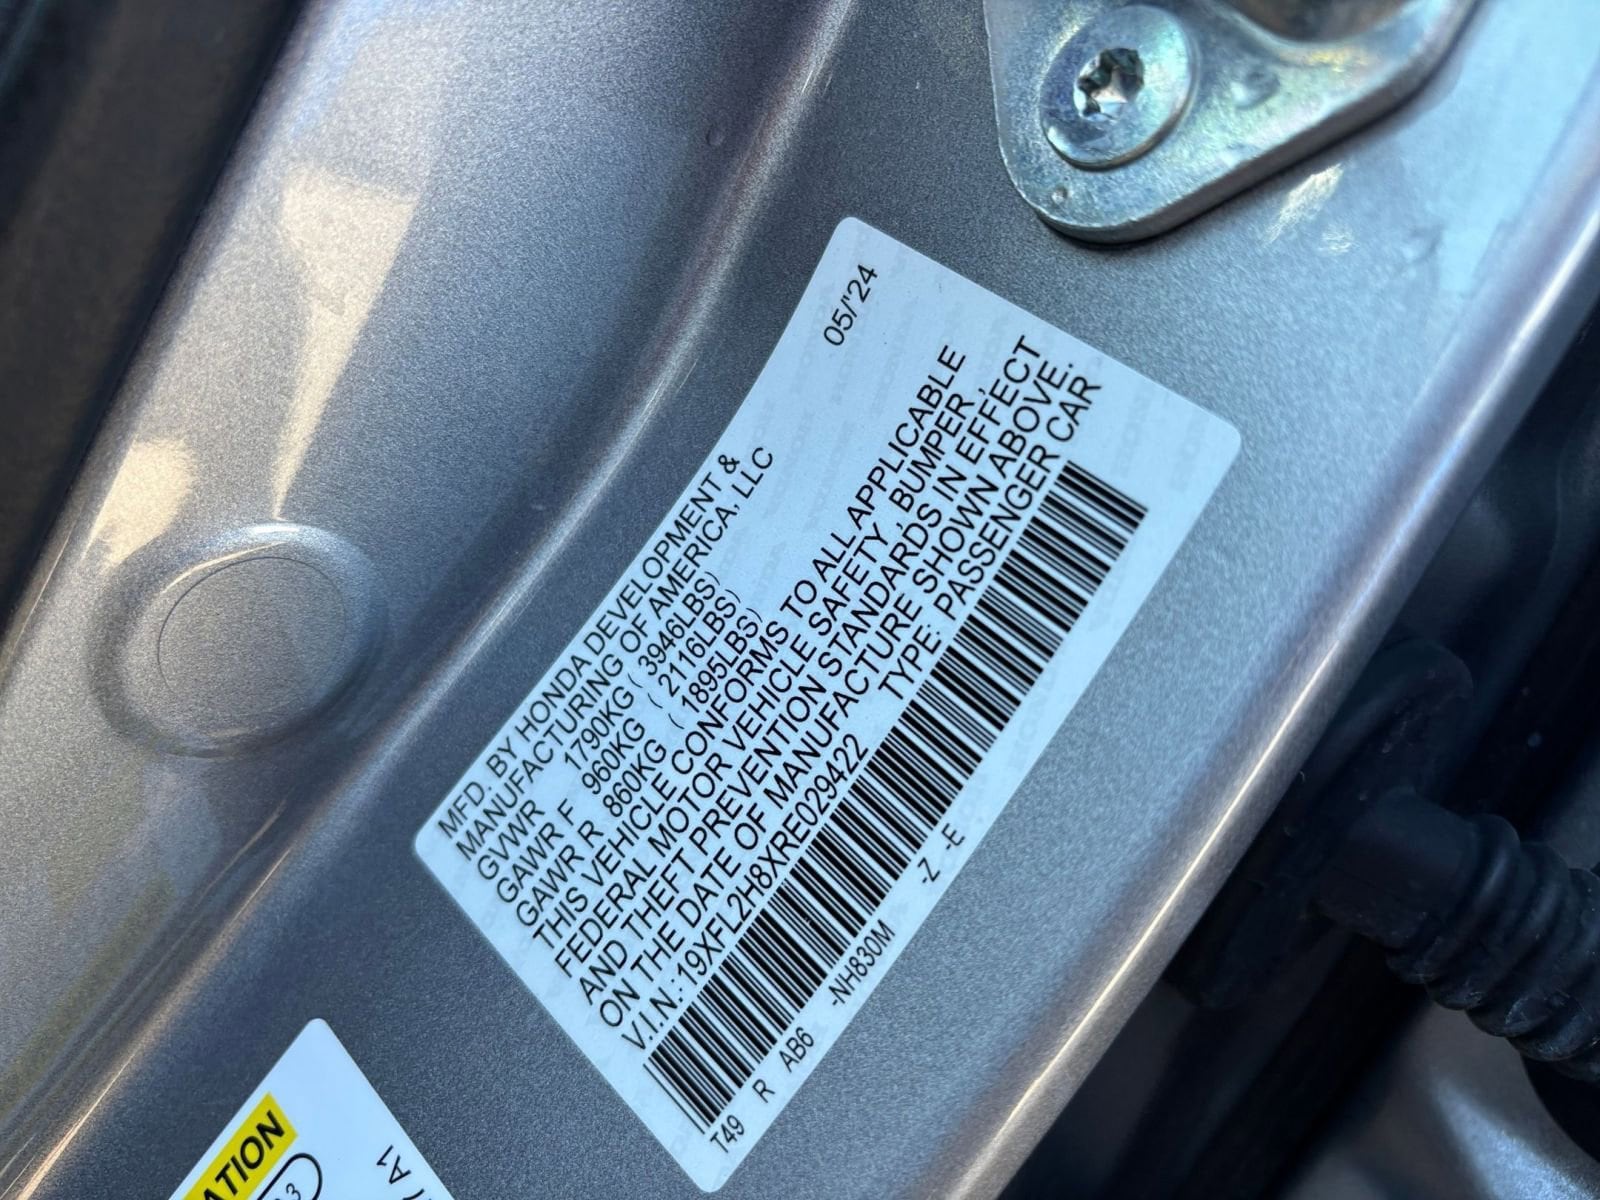 05/'24
MFD. BY HONDA DEVELOPMENT &
MANUFACTURING OF AMERICA, LLC
GVWR 1790KG ( 3946LBS)
GAWR F 960KG ( 2116LBS)
GAWR R 860KG ( 1895LBS)
THIS VEHICLE CONFORMS TO ALL APPLICABLE
FEDERAL MOTOR VEHICLE SAFETY, BUMPER,
AND THEFT PREVENTION STANDARDS IN EFFECT
ON THE DATE OF MANUFACTURE SHOWN ABOVE.
V.I.N.: 19XFL2H8XRE029422 TYPE: PASSENGER CAR
T49 R AB6 -NH830M -Z -E
ATION
A1